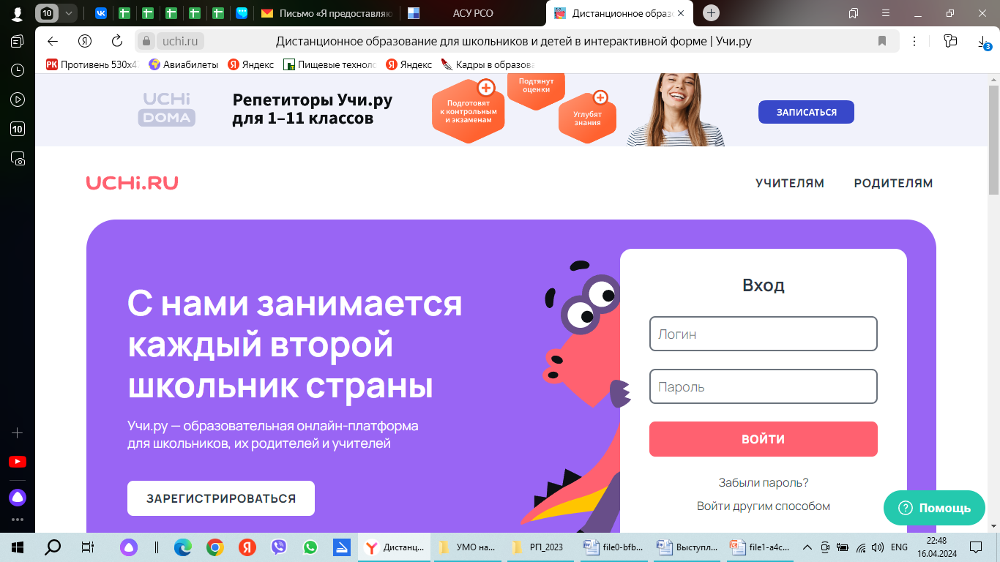 10
Письмо «Я предоставляю
АСУ РСО
Дистанционное образо
uchi.ru
Дистанционное образование для школьников и детей в интерактивной форме | Учи.ру
3
Противень 530х4
Авиабилеты
Яндекс
Пищевые техноло
Яндекс
Кадры в образова
10
UCHi
DOMA
Репетиторы Учи.ру
для 1–11 классов
Подготовят
к контрольным
и экзаменам
Подтянут
оценки
Углубят
знания
ЗАПИСАТЬСЯ
UCHi.RU
УЧИТЕЛЯМ
РОДИТЕЛЯМ
С нами занимается
каждый второй
школьник страны
Учи.ру — образовательная онлайн-платформа
для школьников, их родителей и учителей
ЗАРЕГИСТРИРОВАТЬСЯ
Вход
Логин
Пароль
ВОЙТИ
Забыли пароль?
Войти другим способом
Помощь
Дистанц...
УМО на...
РП_2023
file0-bfb...
Выступл...
file1-a4c...
ENG
22:48
16.04.2024